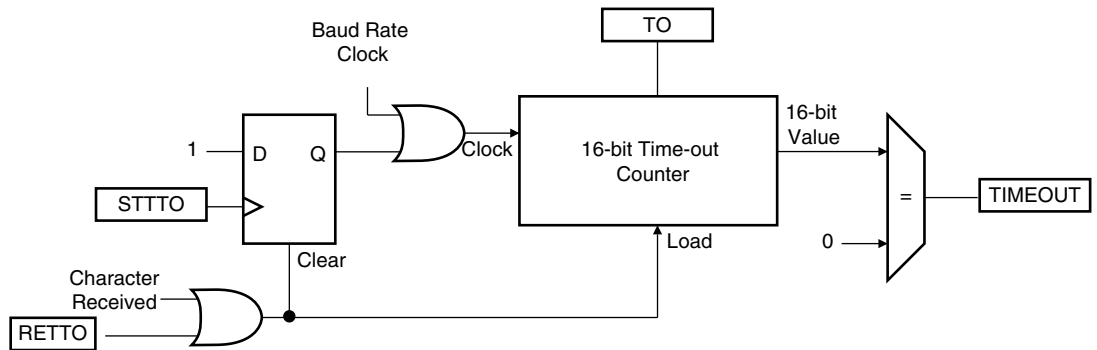 Baud Rate
Clock
TO
1
D
Q
STTTO
Clear
Clock
16-bit Time-out
Counter
16-bit
Value
Load
0
=
TIMEOUT
Character
Received
RETTO